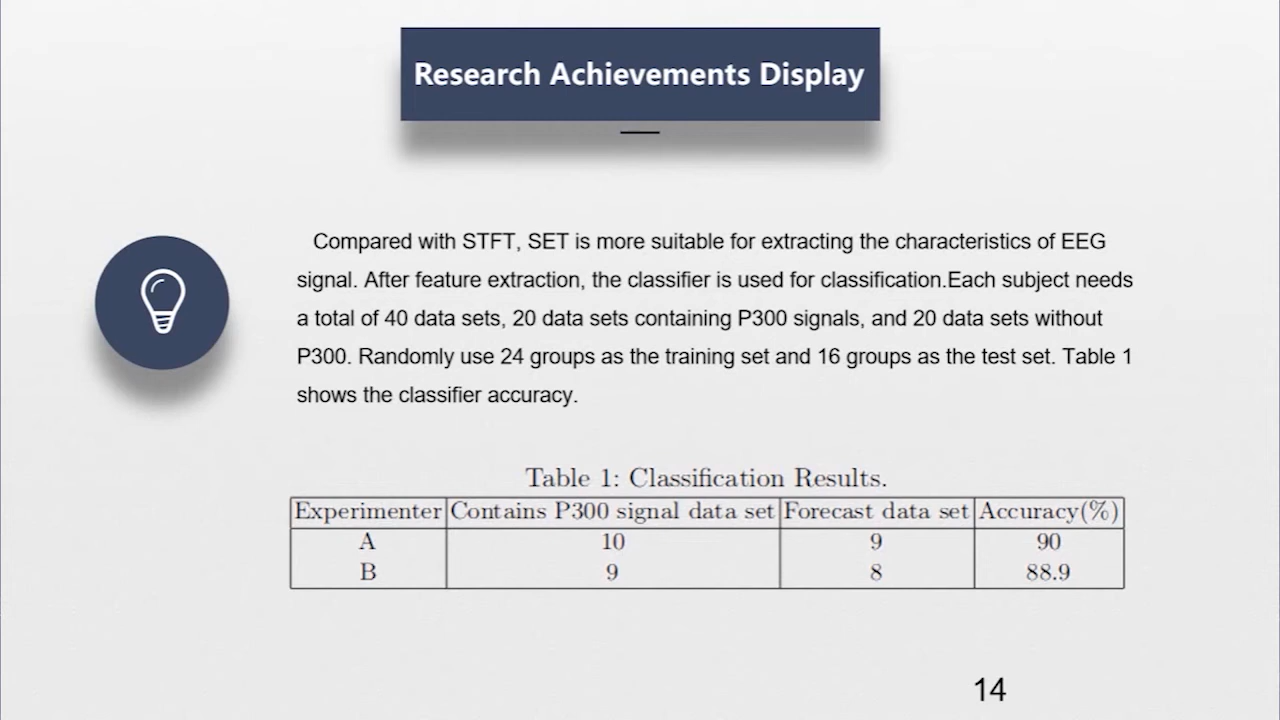 Research Achievements Display
Compared with STFT, SET is more suitable for extracting the characteristics of EEG
signal. After feature extraction, the classifier is used for classification.Each subject needs
a total of 40 data sets, 20 data sets containing P300 signals, and 20 data sets without
P300. Randomly use 24 groups as the training set and 16 groups as the test set. Table 1
shows the classifier accuracy.
Table 1: Classification Results.
Experimenter Contains P300 signal data set Forecast data set Accuracy(%)
A 10 9 90
B 9 8 88.9
14